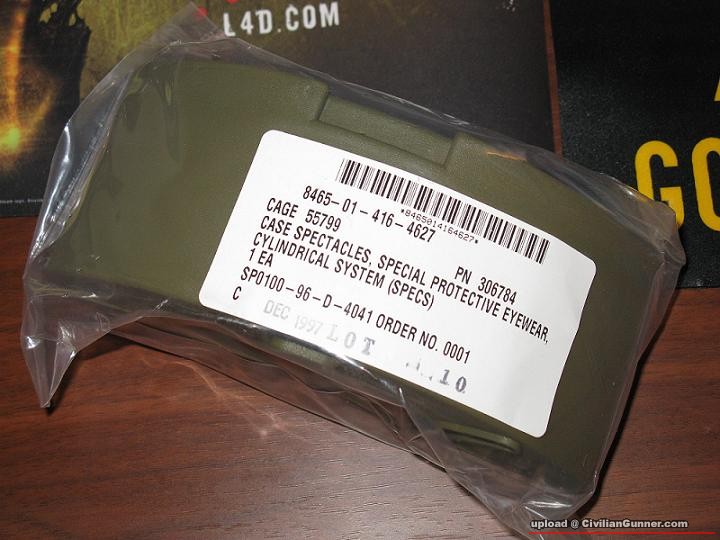 L4D.COM
GO
*8465014164627*
8465-01-416-4627
CAGE 55799 PN 306784
CASE SPECTACLES, SPECIAL PROTECTIVE EYEWEAR,
CYLINDRICAL SYSTEM (SPECS)
1 EA
SP0100-96-D-4041 ORDER NO. 0001
C
DEC 1997 LOT 10
upload @ CivilianGunner.com